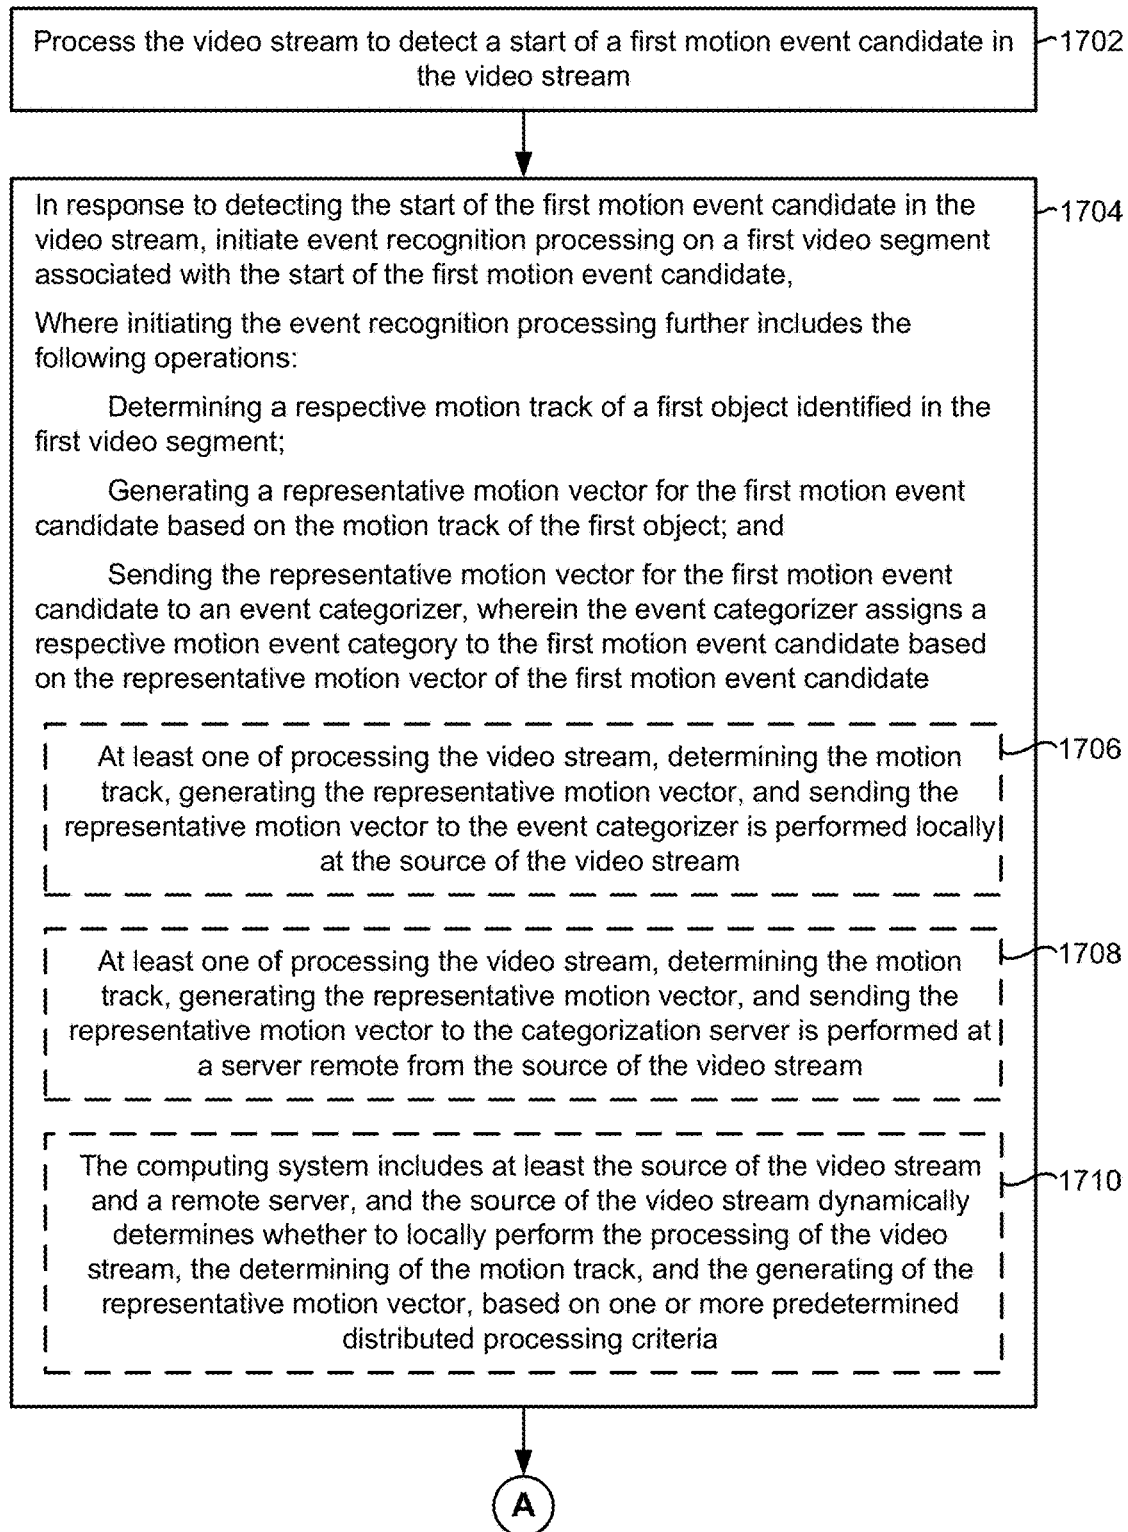 Process the video stream to detect a start of a first motion event candidate in
the video stream
1702
In response to detecting the start of the first motion event candidate in the
video stream, initiate event recognition processing on a first video segment
associated with the start of the first motion event candidate,
1704
Where initiating the event recognition processing further includes the
following operations:
Determining a respective motion track of a first object identified in the
first video segment;
Generating a representative motion vector for the first motion event
candidate based on the motion track of the first object; and
Sending the representative motion vector for the first motion event
candidate to an event categorizer, wherein the event categorizer assigns a
respective motion event category to the first motion event candidate based
on the representative motion vector of the first motion event candidate
At least one of processing the video stream, determining the motion
track, generating the representative motion vector, and sending the
representative motion vector to the event categorizer is performed locally
at the source of the video stream
1706
At least one of processing the video stream, determining the motion
track, generating the representative motion vector, and sending the
representative motion vector to the categorization server is performed at
a server remote from the source of the video stream
1708
The computing system includes at least the source of the video stream
and a remote server, and the source of the video stream dynamically
determines whether to locally perform the processing of the video
stream, the determining of the motion track, and the generating of the
representative motion vector, based on one or more predetermined
distributed processing criteria
1710
A